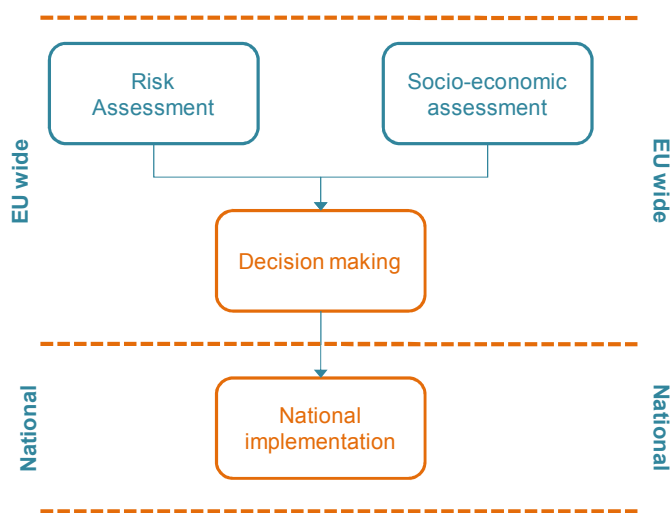 Risk
Assessment
Socio-economic
assessment
EU wide
EU wide
Decision making
National
implementation
National
National